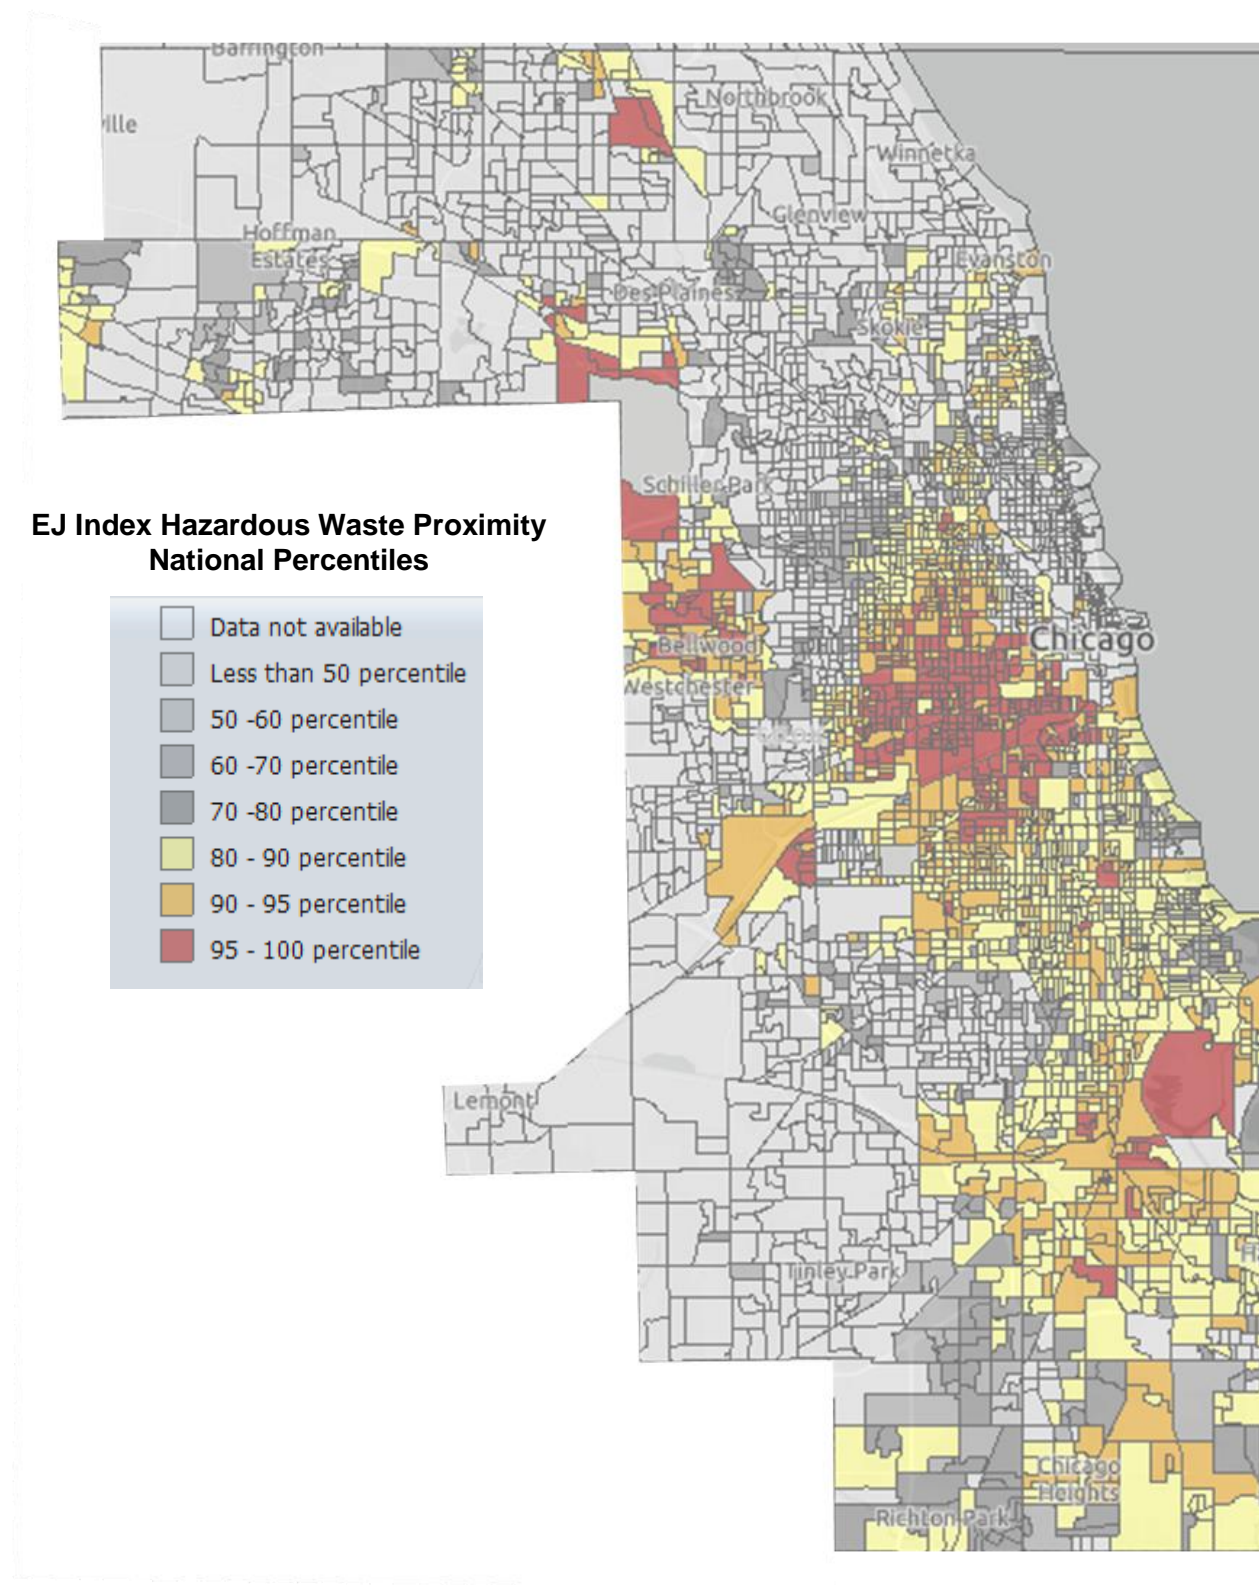 Barrington
Northbrook
ville
Winnetka
Glenview
Hoffman
Estates
Evanston
Des Plaines
Skokie
Schiller Park
EJ Index Hazardous Waste Proximity
National Percentiles
Data not available
Less than 50 percentile
50 -60 percentile
60 -70 percentile
70 -80 percentile
80 - 90 percentile
90 - 95 percentile
95 - 100 percentile
Chicago
Bellwood
Westchester
Lemont
Tinley Park
Chicago
Heights
Richton Park